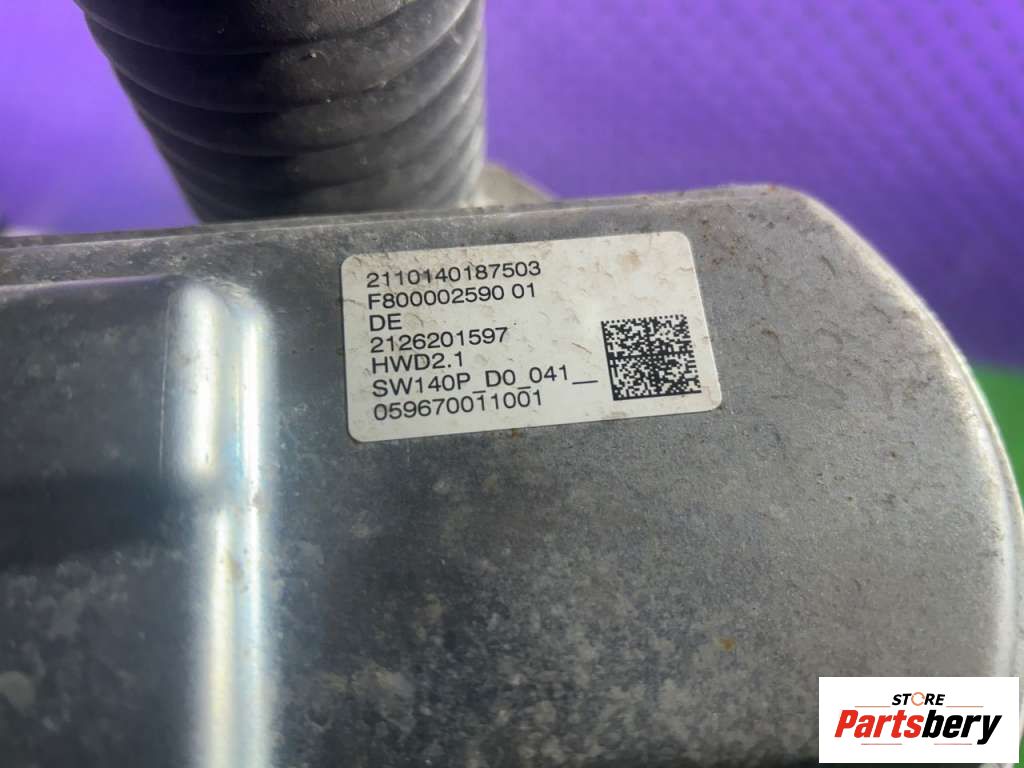 2110140187503
F800002590 01
DE
2126201597
HWD2.1
SW140P_D0_041__
059670011001
STORE
Partsbery